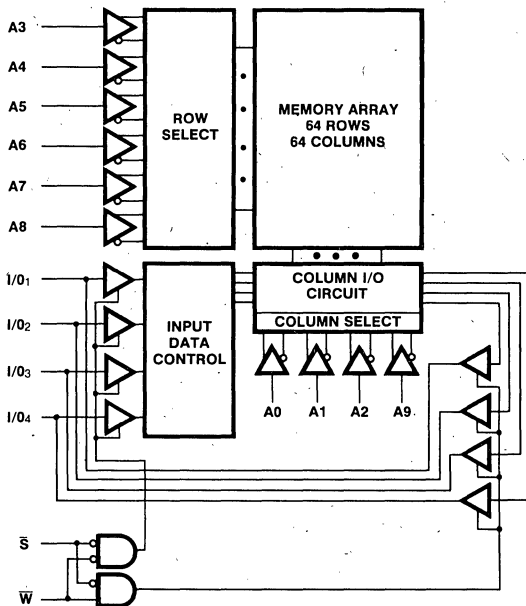 A3
A4
A5
A6
A7
A8
ROW
SELECT
MEMORY ARRAY
64 ROWS
64 COLUMNS
I/O1
I/O2
I/O3
I/O4
INPUT
DATA
CONTROL
COLUMN I/O
CIRCUIT
COLUMN SELECT
A0 A1 A2 A9
S̅
W̅